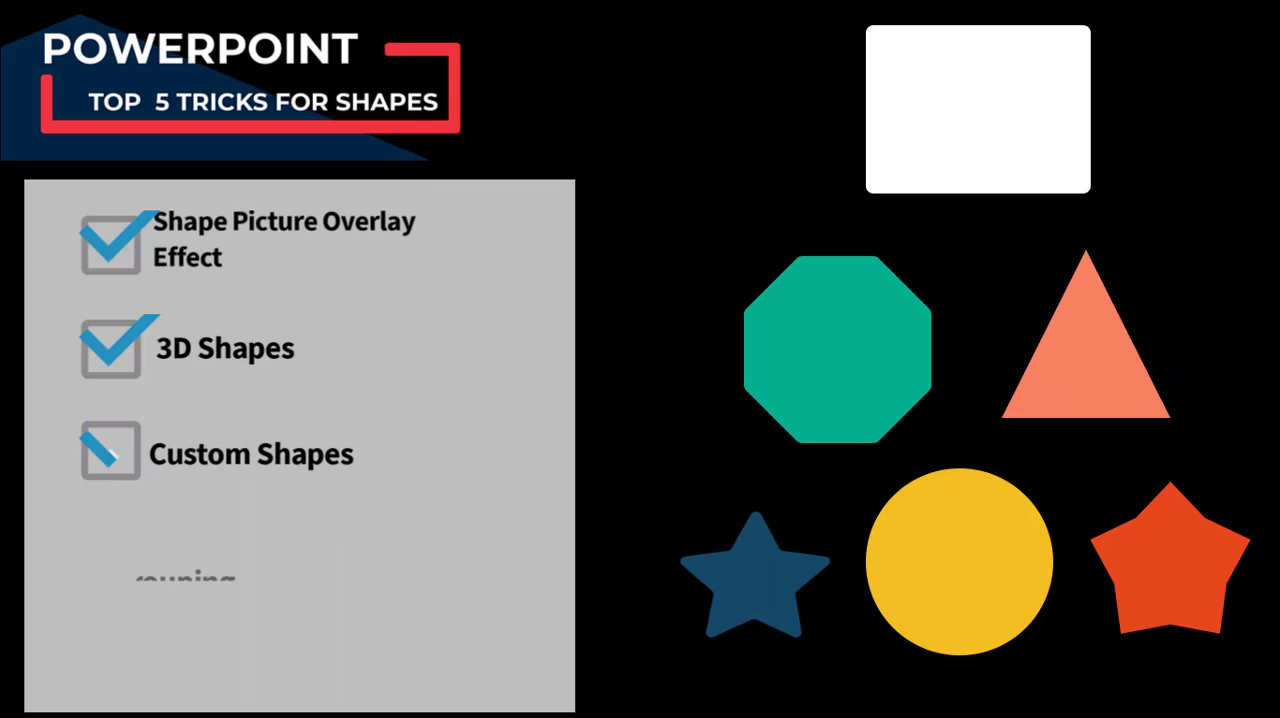 POWERPOINT
TOP 5 TRICKS FOR SHAPES
Shape Picture Overlay
Effect
3D Shapes
Custom Shapes